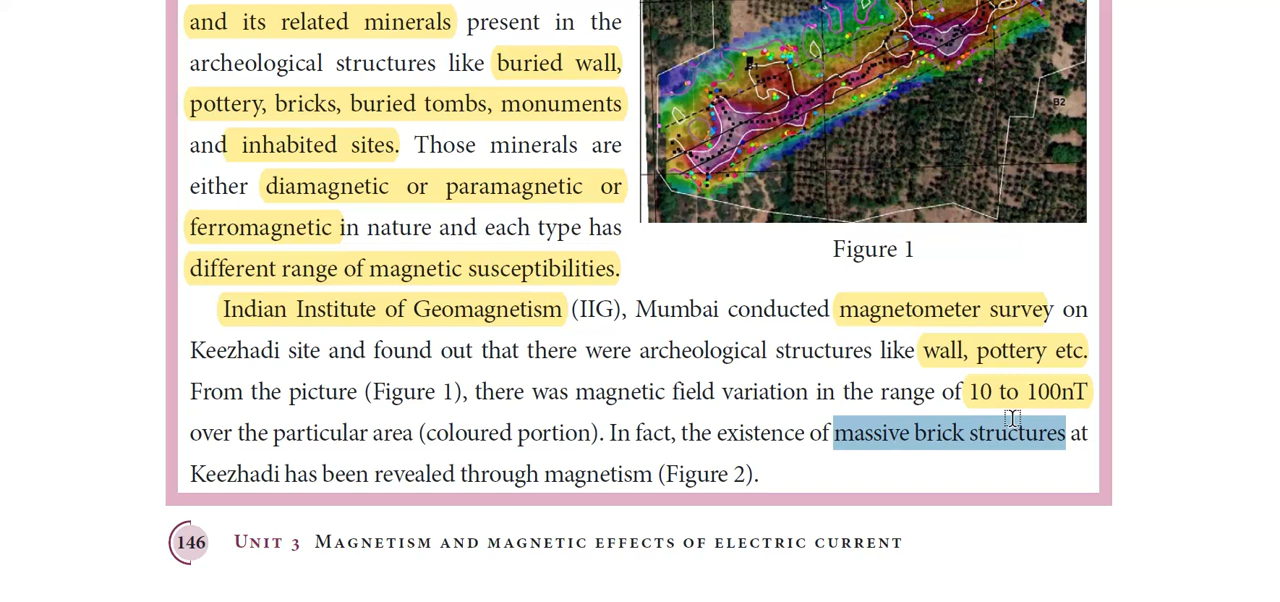 and its related minerals present in the
archeological structures like buried wall,
pottery, bricks, buried tombs, monuments
and inhabited sites. Those minerals are
either diamagnetic or paramagnetic or
ferromagnetic in nature and each type has
different range of magnetic susceptibilities.
B2
Figure 1
Indian Institute of Geomagnetism (IIG), Mumbai conducted magnetometer survey on
Keezhadi site and found out that there were archeological structures like wall, pottery etc.
From the picture (Figure 1), there was magnetic field variation in the range of 10 to 100nT
over the particular area (coloured portion). In fact, the existence of massive brick structures at
Keezhadi has been revealed through magnetism (Figure 2).
146 Unit 3 Magnetism and magnetic effects of electric current